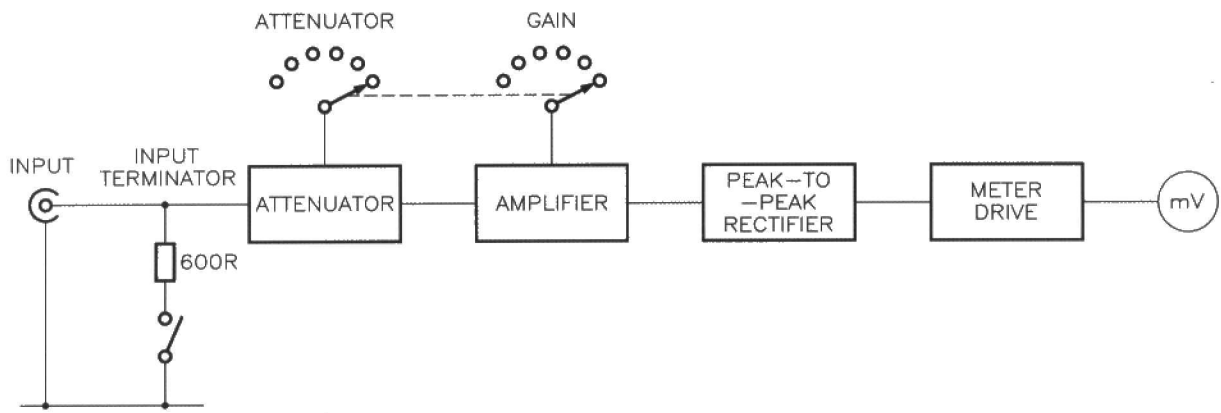 ATTENUATOR
GAIN
INPUT
INPUT
TERMINATOR
600R
ATTENUATOR
AMPLIFIER
PEAK-TO
-PEAK
RECTIFIER
METER
DRIVE
mV